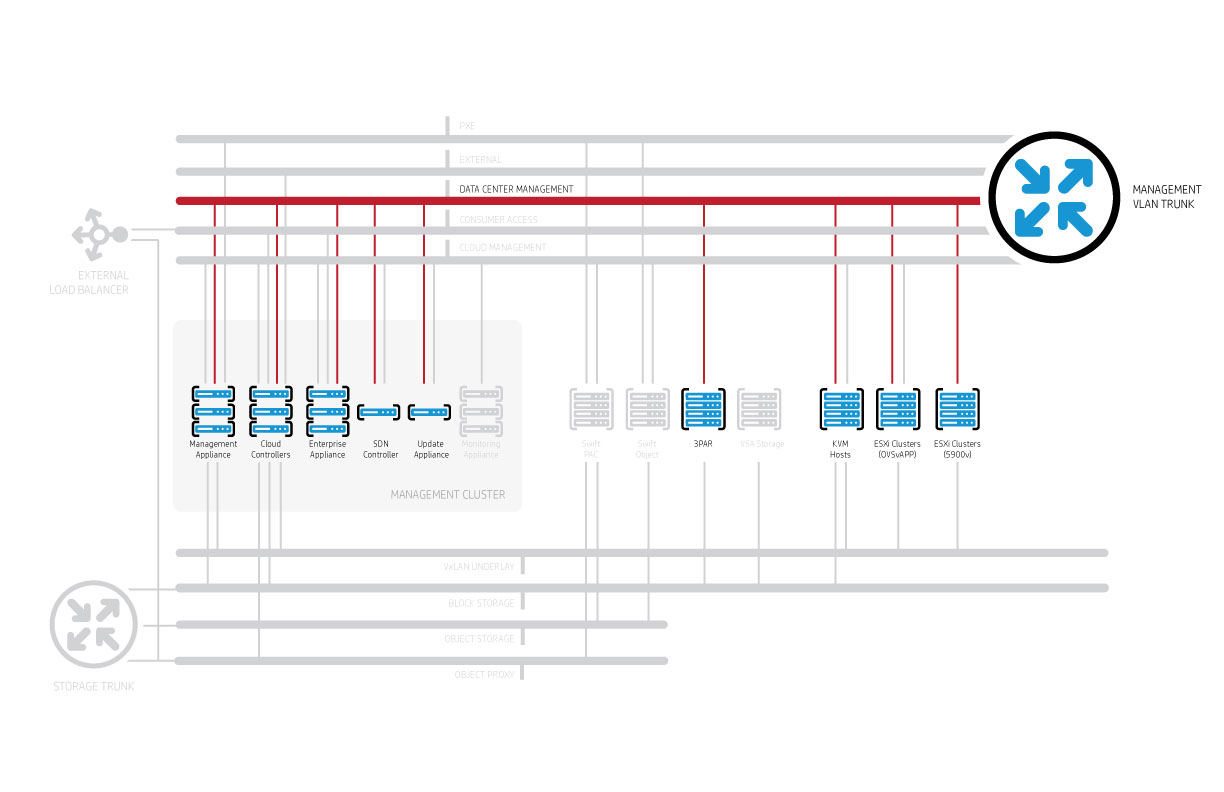 PXE
EXTERNAL
DATA CENTER MANAGEMENT
MANAGEMENT
VLAN TRUNK
CONSUMER ACCESS
CLOUD MANAGEMENT
EXTERNAL
LOAD BALANCER
Management
Appliance
Cloud
Controllers
Enterprise
Appliance
SDN
Controller
Update
Appliance
Monitoring
Appliance
Swift
PAC
Swift
Object
3PAR
VSA Storage
KVM
Hosts
ESXi Clusters
(OVSvAPP)
ESXi Clusters
(5900v)
MANAGEMENT CLUSTER
VxLAN UNDERLAY
BLOCK STORAGE
OBJECT STORAGE
OBJECT PROXY
STORAGE TRUNK